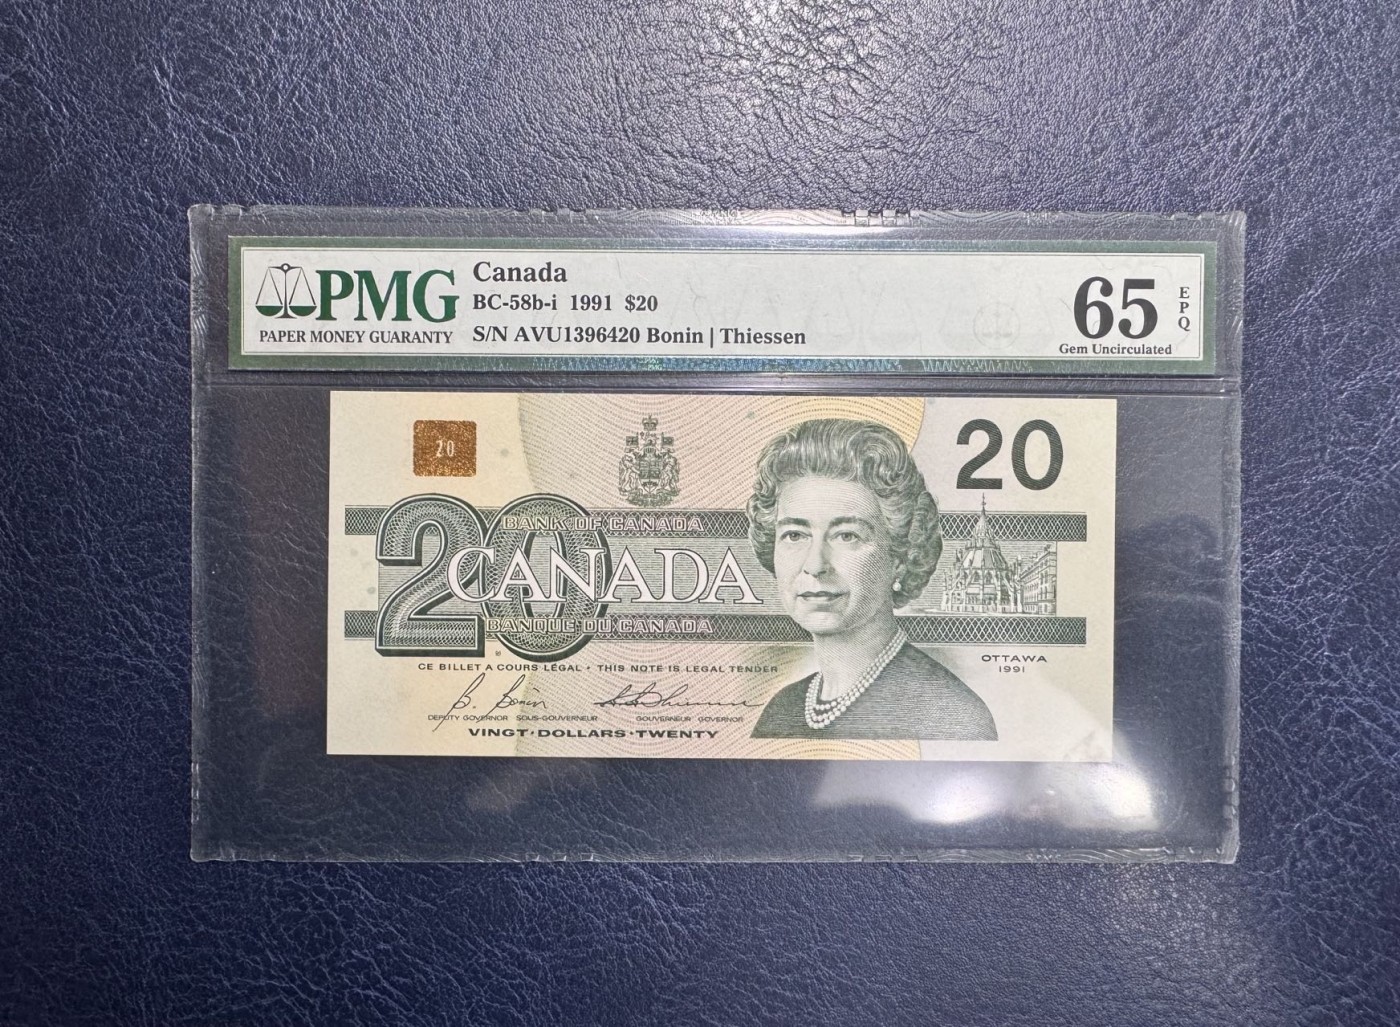 PMG
PAPER MONEY GUARANTY
Canada
BC-58b-i 1991 $20
S/N AVU1396420 Bonin | Thiessen
65
EPQ
Gem Uncirculated
20
20
20
BANK OF CANADA
CANADA
BANQUE DU CANADA
CE BILLET A COURS LÉGAL • THIS NOTE IS LEGAL TENDER
OTTAWA
1991
DEPUTY GOVERNOR SOUS-GOUVERNEUR GOUVERNEUR GOVERNOR
VINGT·DOLLARS·TWENTY